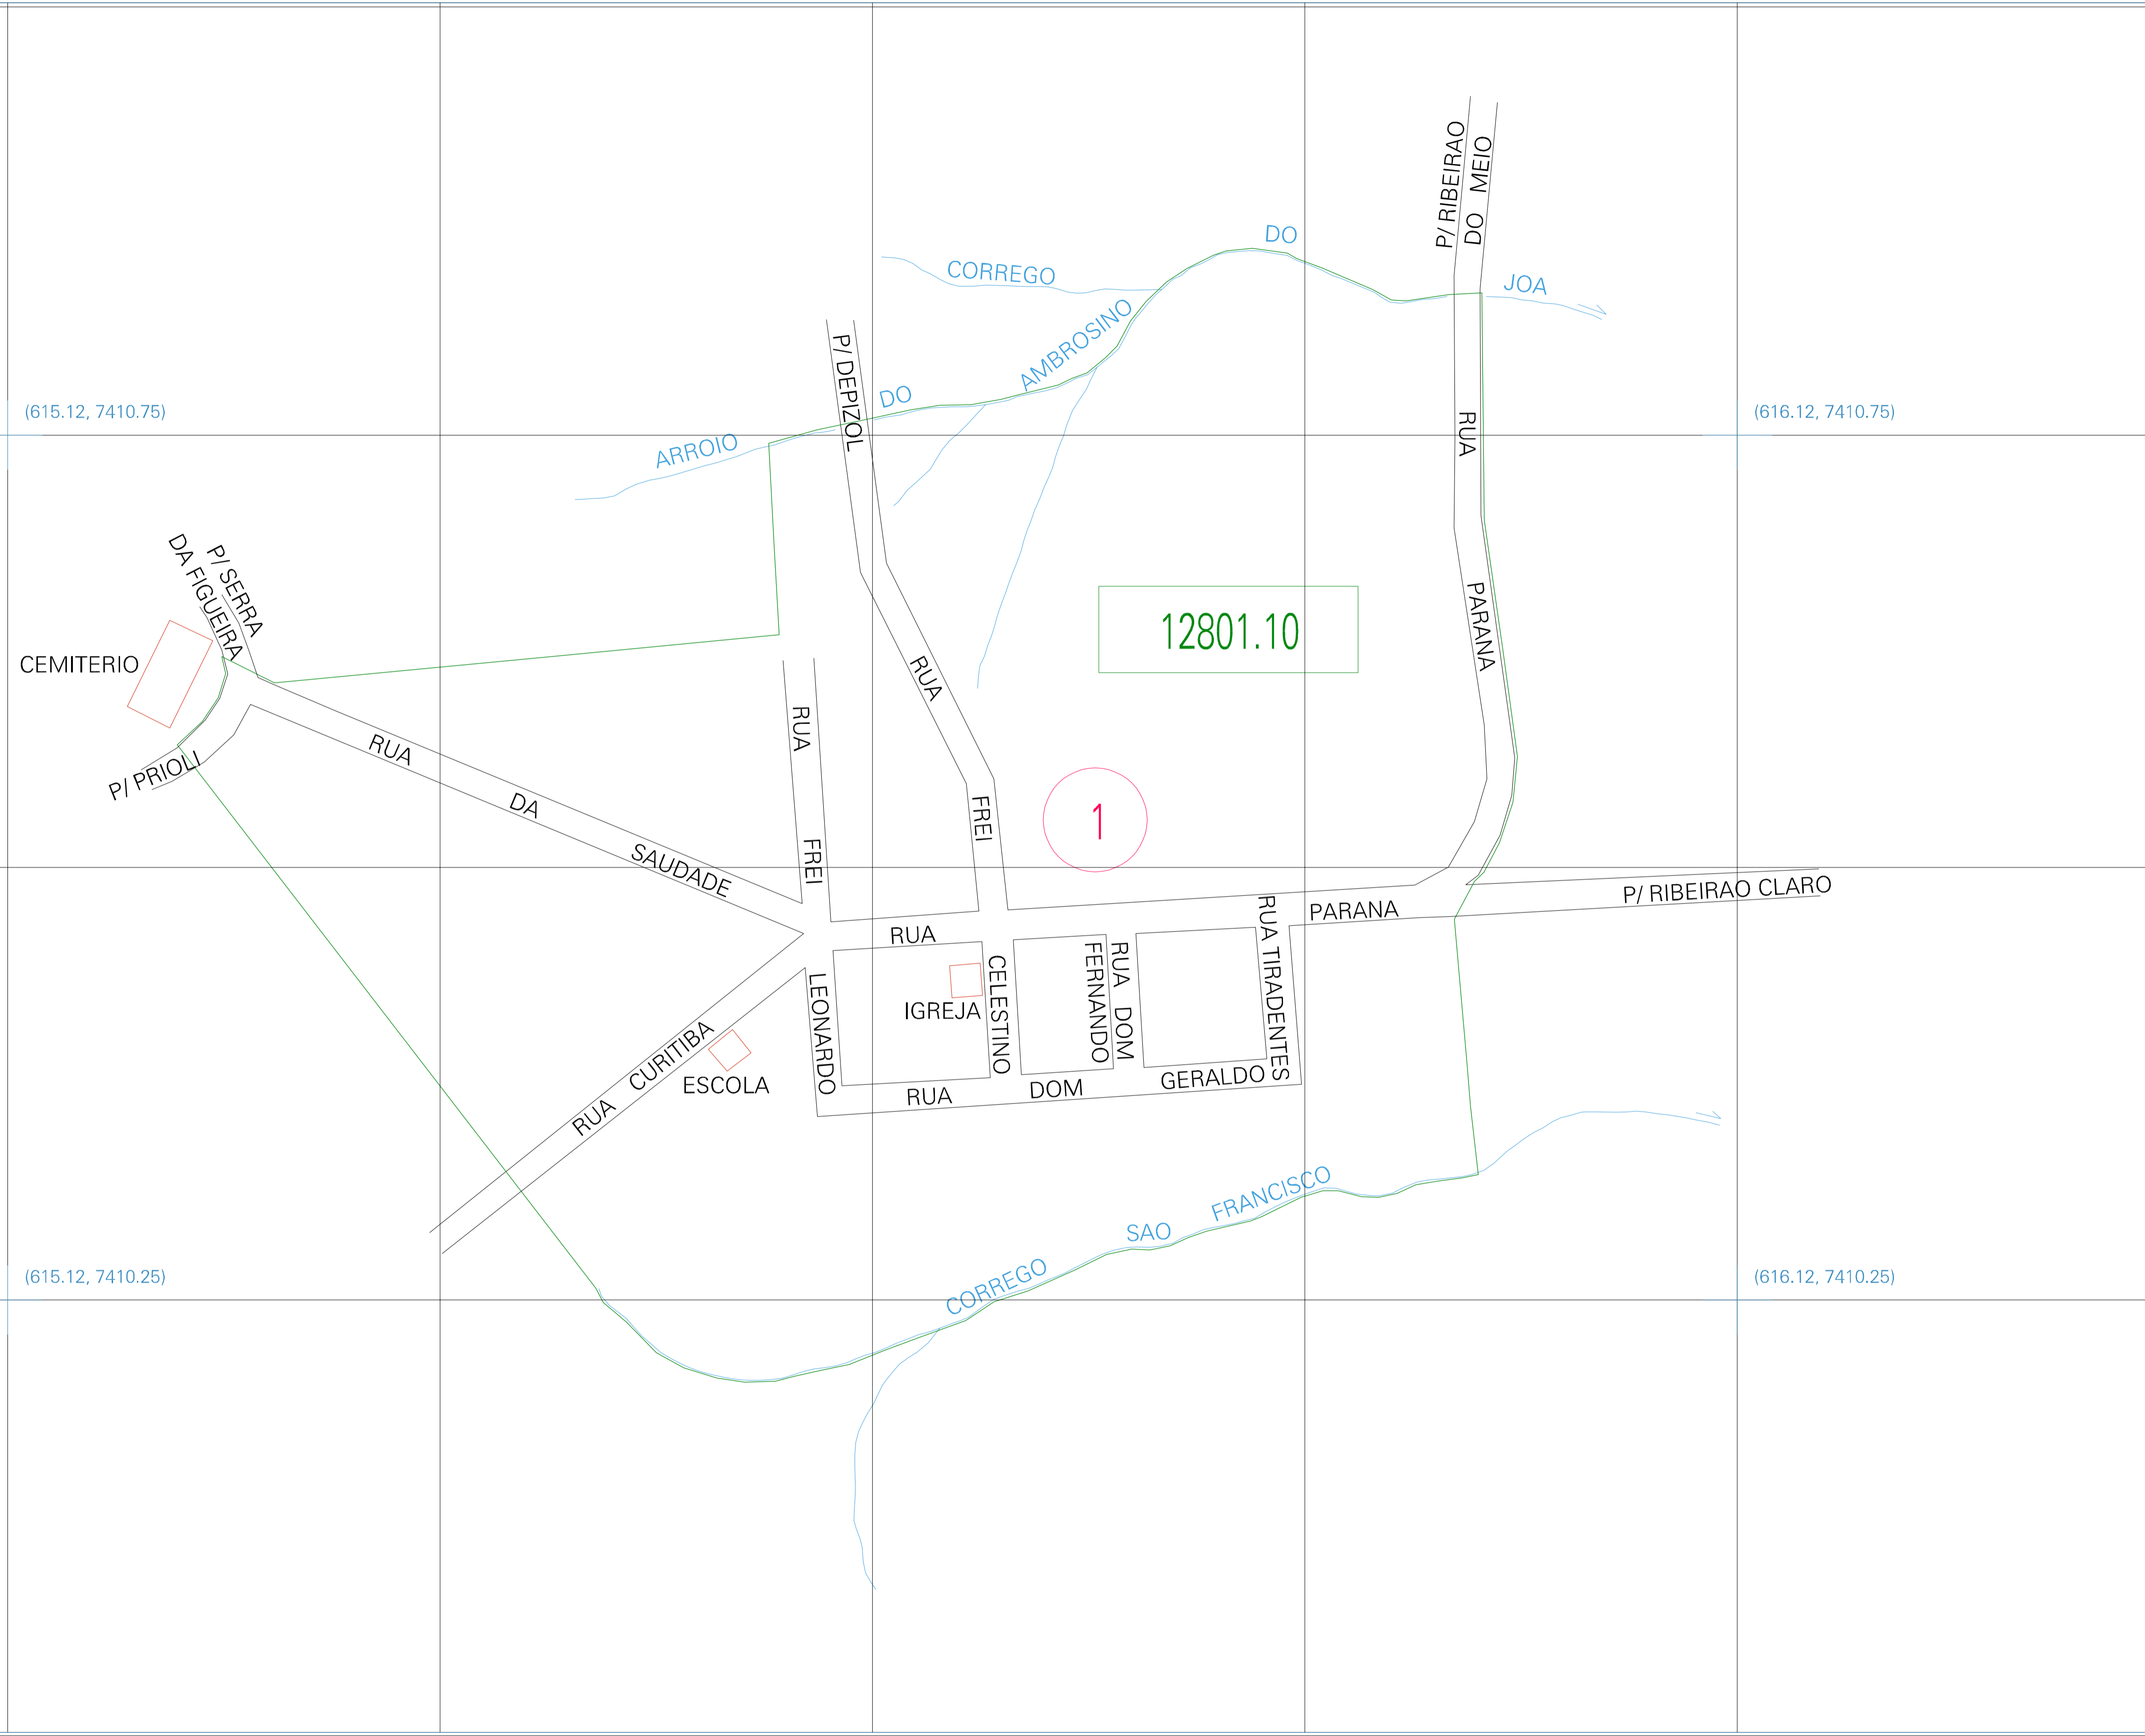 P/ RIBEIRAO
DO MEIO
CORREGO DO JOA
ARROIO DO AMBROSINO
P/ DEPIZOL
(615.12, 7410.75)
(616.12, 7410.75)
P/ SERRA
DA FIGUEIRA
CEMITERIO
P/ PRIOLI
12801.10
1
RUA PARANA
RUA DA SAUDADE
RUA FREI LEONARDO
RUA FREI CELESTINO
RUA PARANA
P/ RIBEIRAO CLARO
RUA TIRADENTES
RUA DOM
FERNANDO
IGREJA
RUA CURITIBA
ESCOLA
RUA DOM GERALDO
CORREGO SAO FRANCISCO
(615.12, 7410.25)
(616.12, 7410.25)